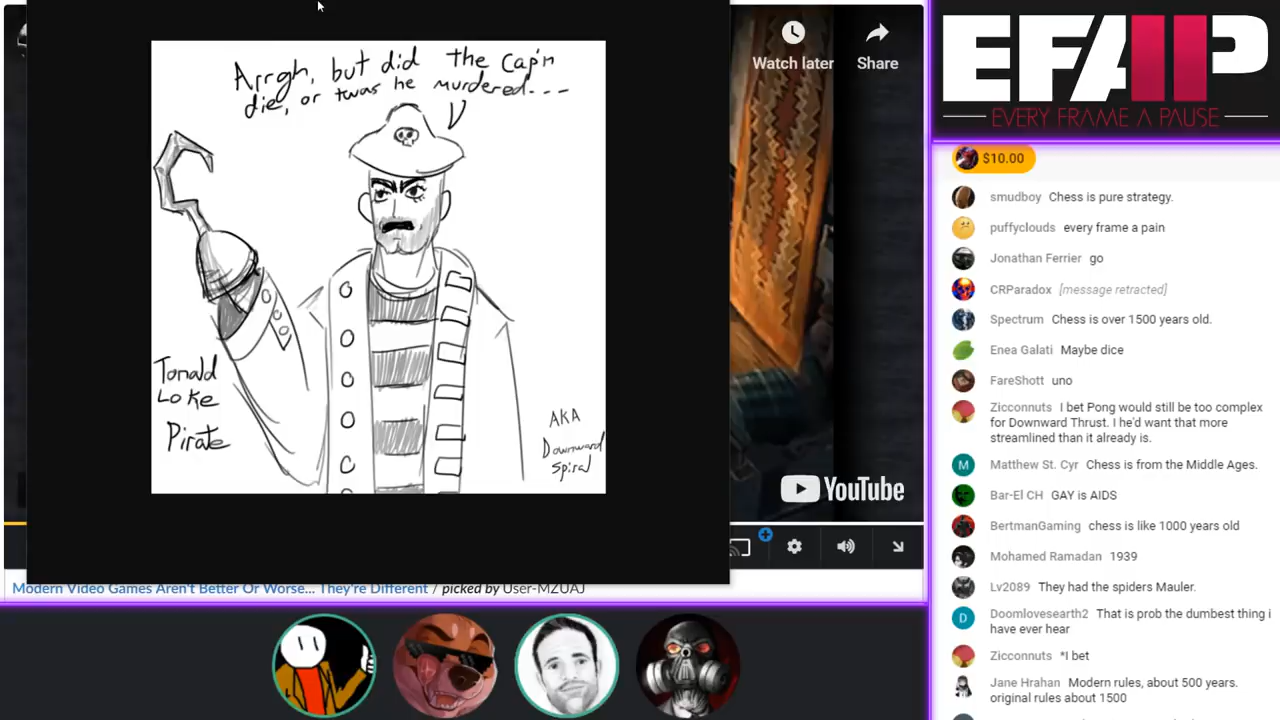 Arrgh, but did the Cap'n
die, or twas he murdered---
Tonald
Loke
Pirate
AKA
Downward
Spiral
Watch later
Share
YouTube
Modern Video Games Aren't Better Or Worse... They're Different / picked by User-MZUAJ
EFAP
EVERY FRAME A PAUSE
$10.00
smudboy Chess is pure strategy.
puffyclouds every frame a pain
Jonathan Ferrier go
CRParadox [message retracted]
Spectrum Chess is over 1500 years old.
Enea Galati Maybe dice
FareShott uno
Zicconnuts I bet Pong would still be too complex
for Downward Thrust. I he'd want that more
streamlined than it already is.
M Matthew St. Cyr Chess is from the Middle Ages.
Bar-El CH GAY is AIDS
BertmanGaming chess is like 1000 years old
Mohamed Ramadan 1939
Lv2089 They had the spiders Mauler.
D Doomlovesearth2 That is prob the dumbest thing i
have ever hear
Zicconnuts *I bet
Jane Hrahan Modern rules, about 500 years.
original rules about 1500